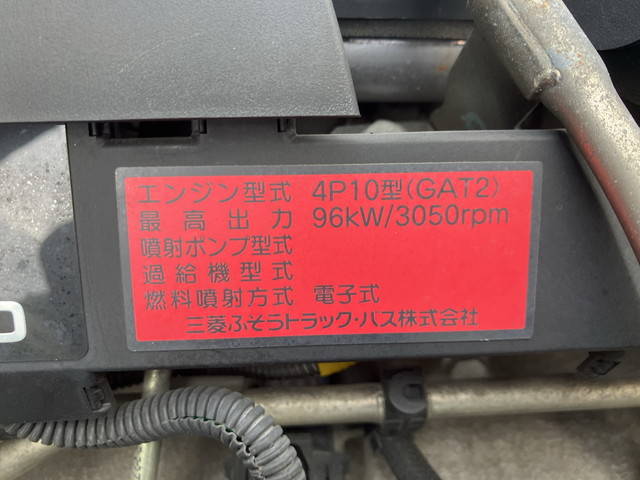 エンジン型式 4P10型(GAT2)
最高出力 96kW/3050rpm
噴射ポンプ型式
過給機型式
燃料噴射方式 電子式
三菱ふそうトラック・バス株式会社